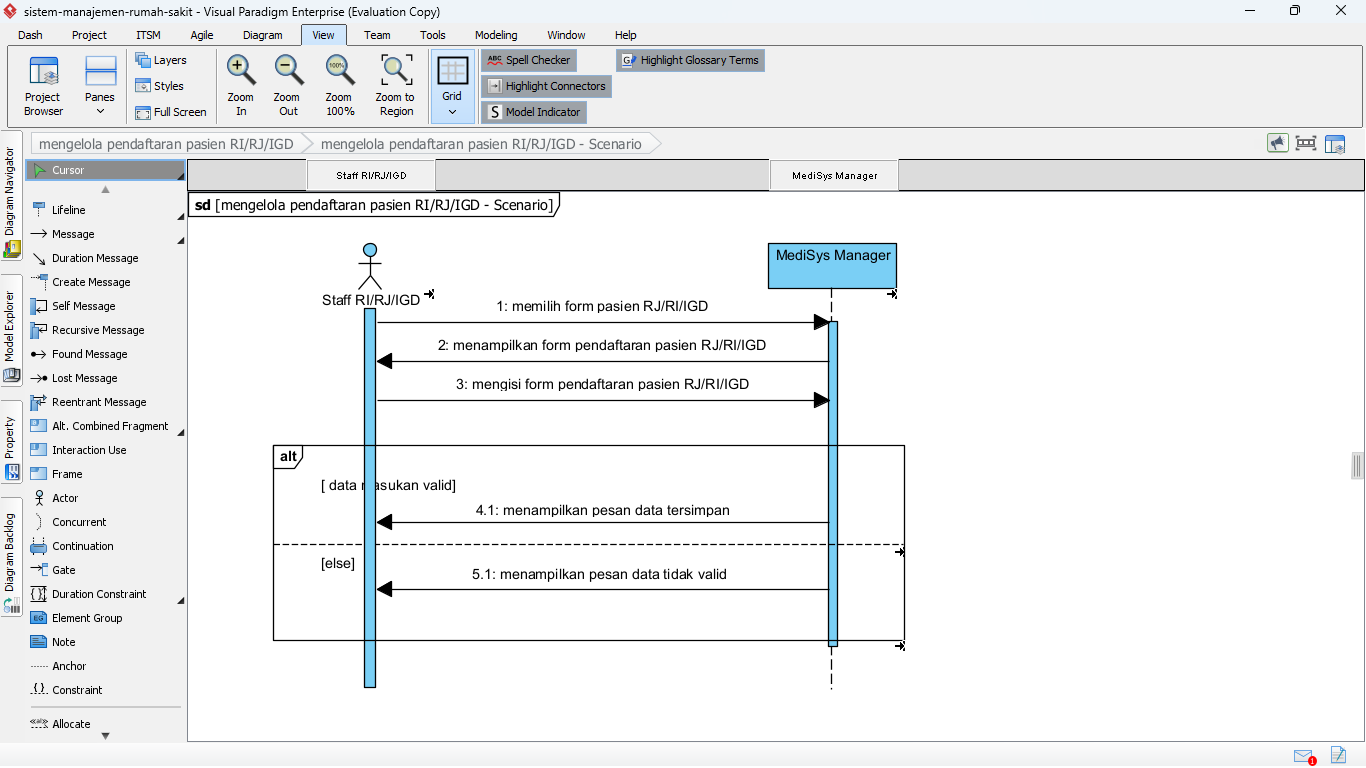 sistem-manajemen-rumah-sakit - Visual Paradigm Enterprise (Evaluation Copy)
Dash Project ITSM Agile Diagram View Team Tools Modeling Window Help
Project Browser
Panes
Layers
Styles
Full Screen
Zoom In
Zoom Out
100%
Zoom 100%
Zoom to Region
Grid
ABC Spell Checker
Highlight Connectors
S Model Indicator
G Highlight Glossary Terms
mengelola pendaftaran pasien RI/RJ/IGD
mengelola pendaftaran pasien RI/RJ/IGD - Scenario
Diagram Navigator
Model Explorer
Property
Diagram Backlog
Cursor
Lifeline
Message
Duration Message
Create Message
Self Message
Recursive Message
Found Message
Lost Message
Reentrant Message
Alt. Combined Fragment
Interaction Use
Frame
Actor
Concurrent
Continuation
Gate
Duration Constraint
EG Element Group
Note
Anchor
{.} Constraint
Allocate
Staff RI/RJ/IGD
MediSys Manager
sd [mengelola pendaftaran pasien RI/RJ/IGD - Scenario]
MediSys Manager
Staff RI/RJ/IGD
1: memilih form pasien RJ/RI/IGD
2: menampilkan form pendaftaran pasien RJ/RI/IGD
3: mengisi form pendaftaran pasien RJ/RI/IGD
alt
[ data masukan valid]
4.1: menampilkan pesan data tersimpan
[else]
5.1: menampilkan pesan data tidak valid
1